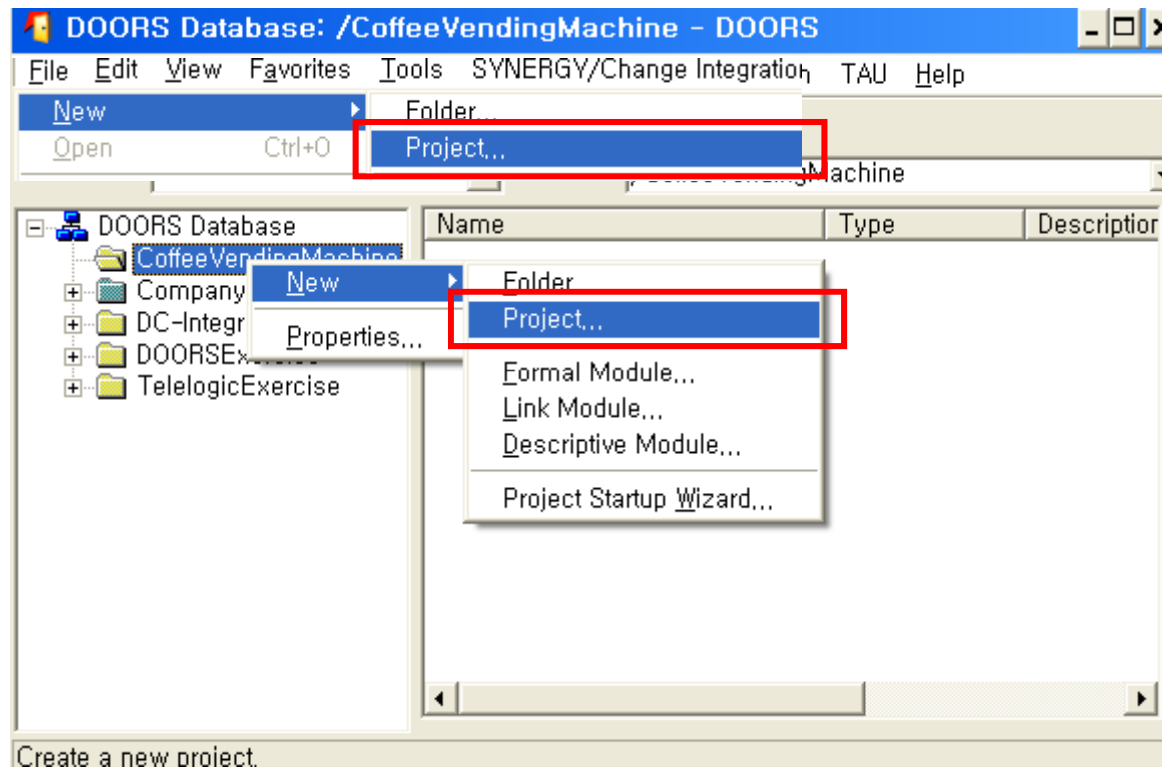 DOORS Database: /CoffeeVendingMachine - DOORS
File Edit View Favorites Tools SYNERGY/Change Integration TAU Help
New Folder...
Open Ctrl+O Project...
Machine
DOORS Database Name Type Description
CoffeeVendingMachine
New Folder
Company
Project...
DC-Integr
Properties...
DOORSExercise
Formal Module...
TelelogicExercise
Link Module...
Descriptive Module...
Project Startup Wizard...
Create a new project.